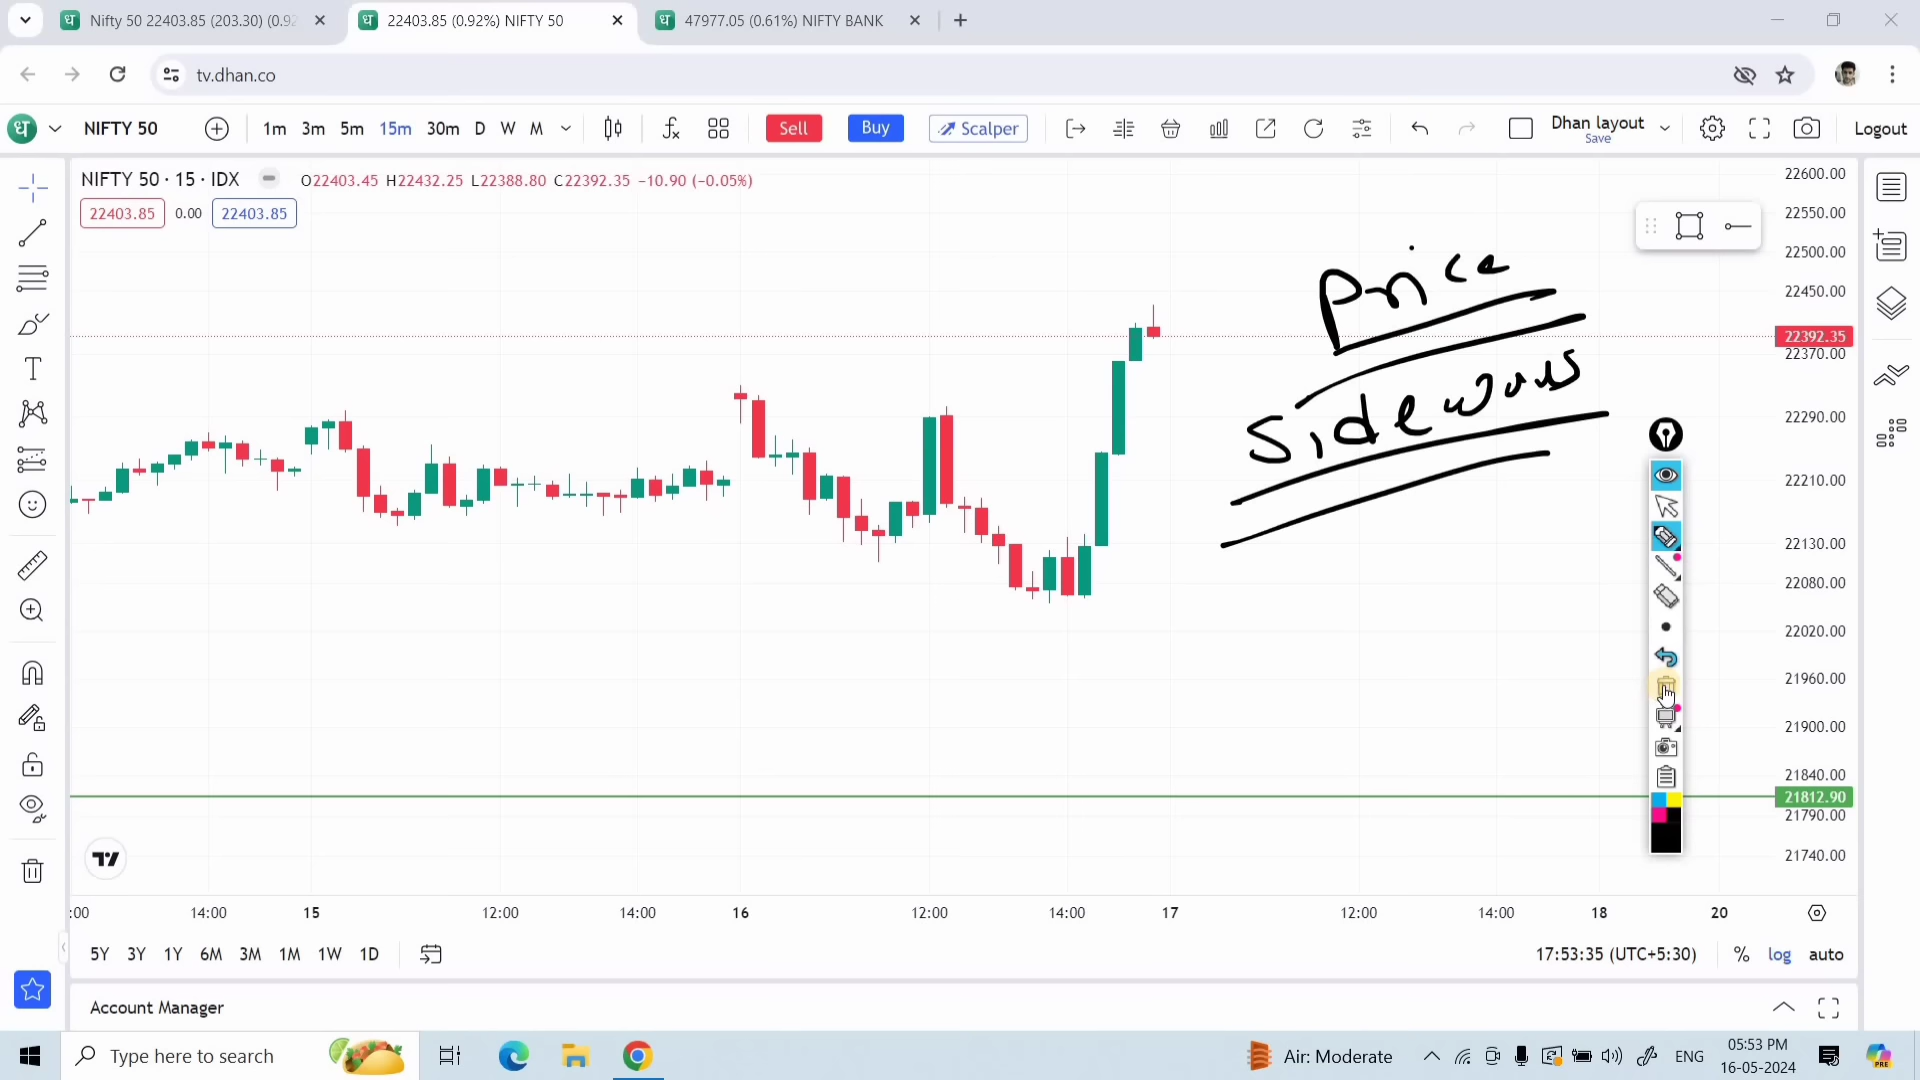 Nifty 50 22403.85 (203.30) (0.92
22403.85 (0.92%) NIFTY 50
47977.05 (0.61%) NIFTY BANK
tv.dhan.co
ध NIFTY 50 1m 3m 5m 15m 30m D W M Sell Buy Scalper Dhan layout Save Logout
NIFTY 50 · 15 · IDX O22403.45 H22432.25 L22388.80 C22392.35 −10.90 (−0.05%)
22403.85 0.00 22403.85
22600.00
22550.00
22500.00
22450.00
22392.35
22370.00
22290.00
22210.00
22130.00
22080.00
22020.00
21960.00
21900.00
21840.00
21812.90
21790.00
21740.00
Price
Sideways
:00 14:00 15 12:00 14:00 16 12:00 14:00 17 12:00 14:00 18 20
5Y 3Y 1Y 6M 3M 1M 1W 1D 17:53:35 (UTC+5:30) % log auto
Account Manager
Type here to search Air: Moderate ENG 05:53 PM
16-05-2024
PRE